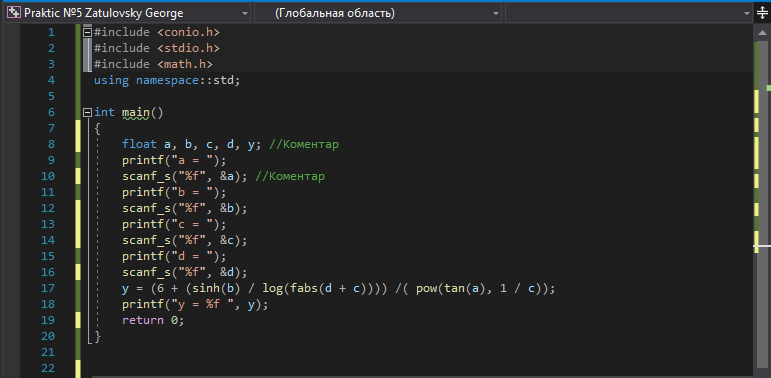 Praktic №5 Zatulovsky George (Глобальная область)
1 #include <conio.h>
2 #include <stdio.h>
3 #include <math.h>
4 using namespace::std;
5
6 int main()
7 {
8 float a, b, c, d, y; //Коментар
9 printf("a = ");
10 scanf_s("%f", &a); //Коментар
11 printf("b = ");
12 scanf_s("%f", &b);
13 printf("c = ");
14 scanf_s("%f", &c);
15 printf("d = ");
16 scanf_s("%f", &d);
17 y = (6 + (sinh(b) / log(fabs(d + c)))) /( pow(tan(a), 1 / c));
18 printf("y = %f ", y);
19 return 0;
20 }
21
22